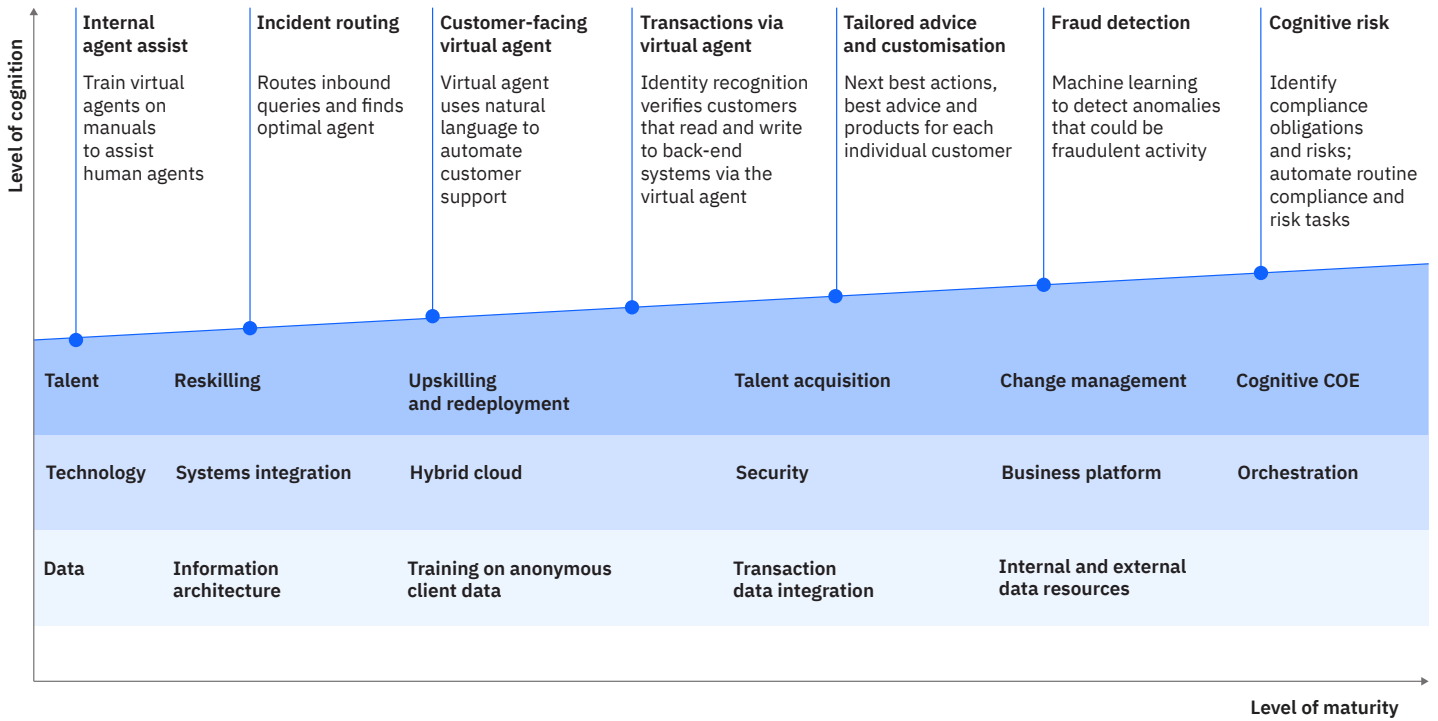 Level of cognition
Internal
agent assist
Train virtual
agents on
manuals
to assist
human agents
Incident routing
Routes inbound
queries and finds
optimal agent
Customer-facing
virtual agent
Virtual agent
uses natural
language to
automate
customer
support
Transactions via
virtual agent
Identity recognition
verifies customers
that read and write
to back-end
systems via the
virtual agent
Tailored advice
and customisation
Next best actions,
best advice and
products for each
individual customer
Fraud detection
Machine learning
to detect anomalies
that could be
fraudulent activity
Cognitive risk
Identify
compliance
obligations
and risks;
automate routine
compliance and
risk tasks
Talent
Reskilling
Upskilling
and redeployment
Talent acquisition
Change management
Cognitive COE
Technology
Systems integration
Hybrid cloud
Security
Business platform
Orchestration
Data
Information
architecture
Training on anonymous
client data
Transaction
data integration
Internal and external
data resources
Level of maturity